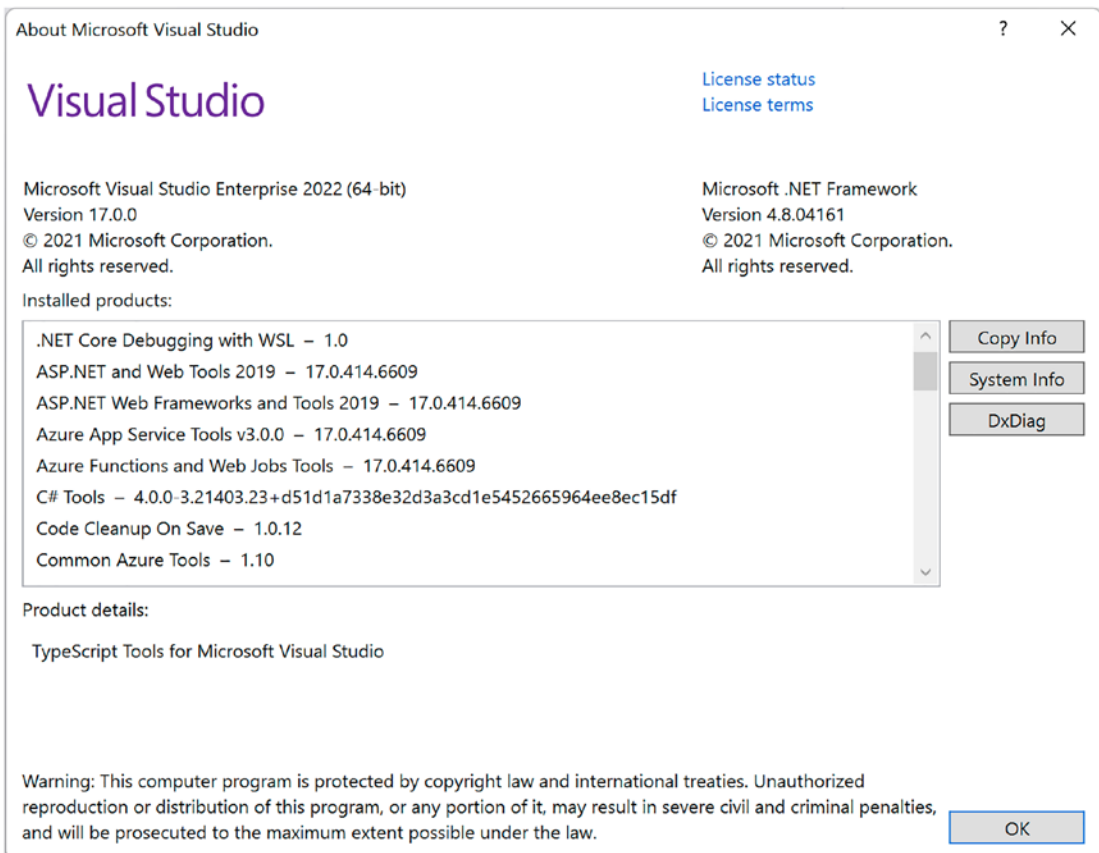 About Microsoft Visual Studio
?
Visual Studio
License status
License terms
Microsoft Visual Studio Enterprise 2022 (64-bit)
Version 17.0.0
© 2021 Microsoft Corporation.
All rights reserved.
Microsoft .NET Framework
Version 4.8.04161
© 2021 Microsoft Corporation.
All rights reserved.
Installed products:
.NET Core Debugging with WSL – 1.0
ASP.NET and Web Tools 2019 – 17.0.414.6609
ASP.NET Web Frameworks and Tools 2019 – 17.0.414.6609
Azure App Service Tools v3.0.0 – 17.0.414.6609
Azure Functions and Web Jobs Tools – 17.0.414.6609
C# Tools – 4.0.0-3.21403.23+d51d1a7338e32d3a3cd1e5452665964ee8ec15df
Code Cleanup On Save – 1.0.12
Common Azure Tools – 1.10
Copy Info
System Info
DxDiag
Product details:
TypeScript Tools for Microsoft Visual Studio
Warning: This computer program is protected by copyright law and international treaties. Unauthorized
reproduction or distribution of this program, or any portion of it, may result in severe civil and criminal penalties,
and will be prosecuted to the maximum extent possible under the law.
OK